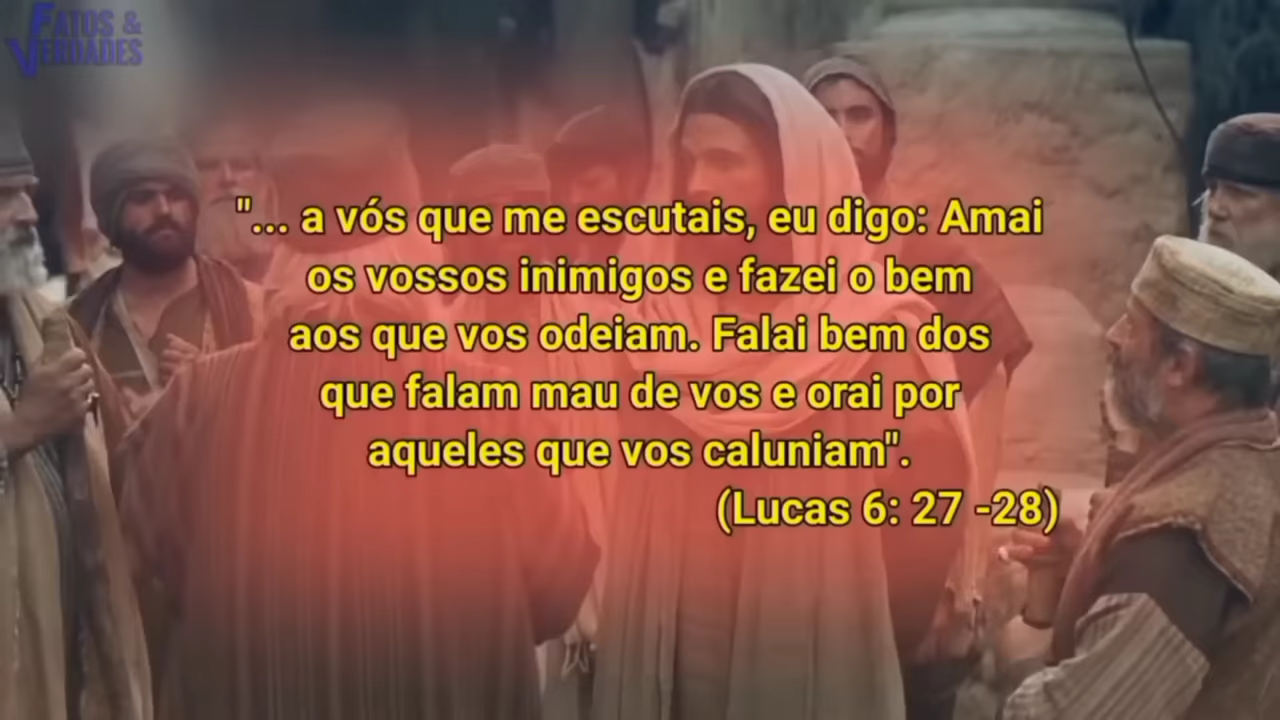 FATOS &
VERDADES
"... a vós que me escutais, eu digo: Amai
os vossos inimigos e fazei o bem
aos que vos odeiam. Falai bem dos
que falam mau de vos e orai por
aqueles que vos caluniam".
(Lucas 6: 27 -28)